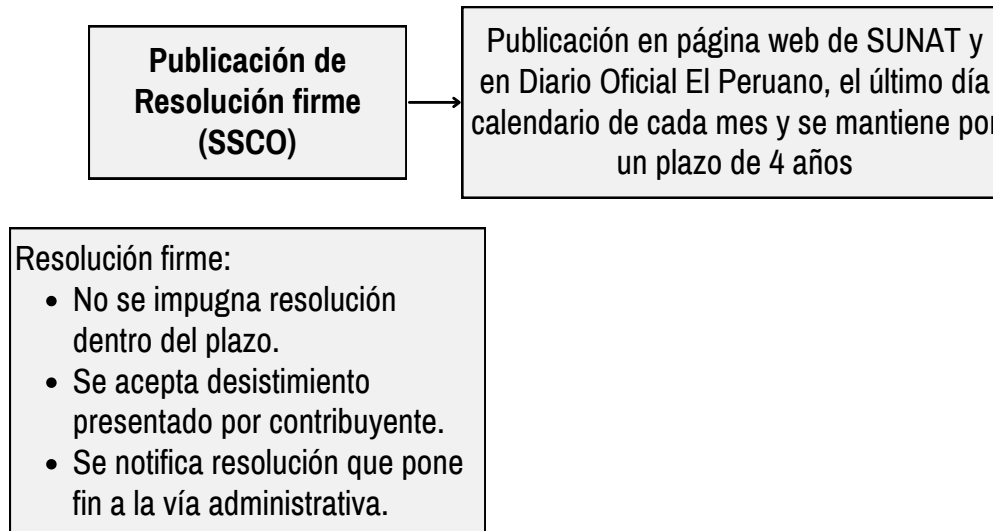 Publicación de
Resolución firme
(SSCO)
Publicación en página web de SUNAT y
en Diario Oficial El Peruano, el último día
calendario de cada mes y se mantiene por
un plazo de 4 años
Resolución firme:
• No se impugna resolución
dentro del plazo.
• Se acepta desistimiento
presentado por contribuyente.
• Se notifica resolución que pone
fin a la vía administrativa.